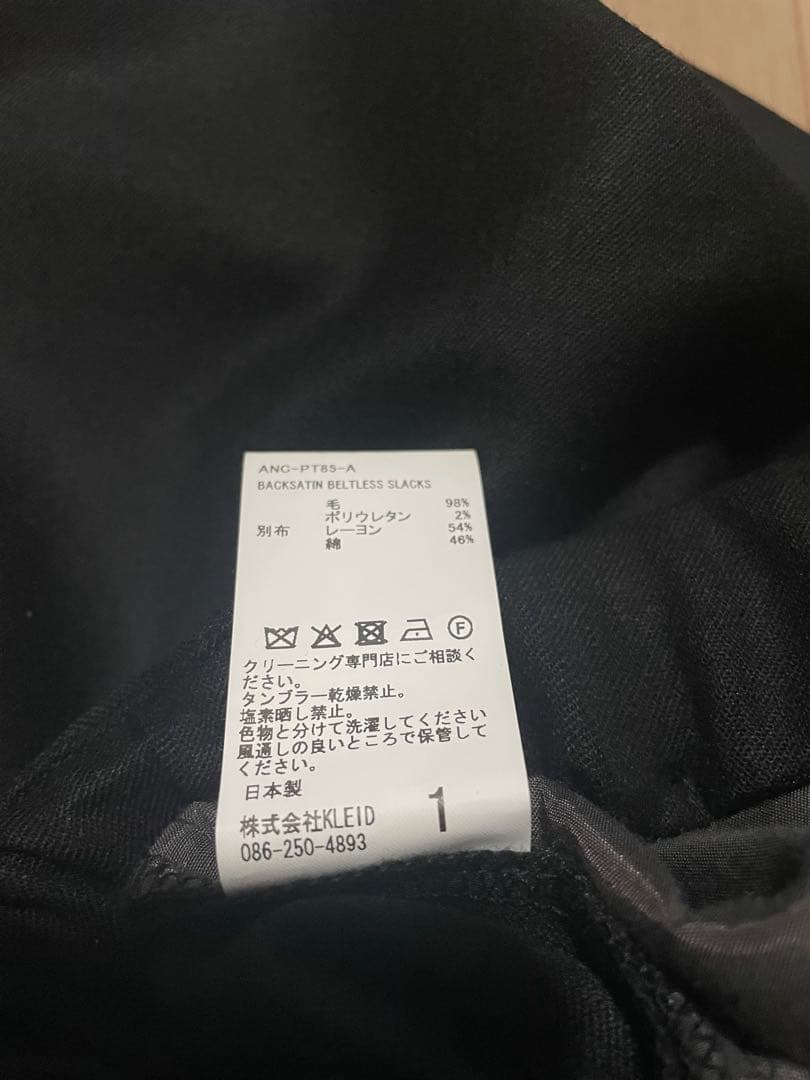 ANC-PT85-A
BACKSATIN BELTLESS SLACKS
毛 98%
ポリウレタン 2%
別布 レーヨン 54%
綿 46%
F
クリーニング専門店にご相談く
ださい。
タンブラー乾燥禁止。
塩素晒し禁止。
色物と分けて洗濯してください
風通しの良いところで保管して
ください。
日本製
株式会社KLEID 1
086-250-4893